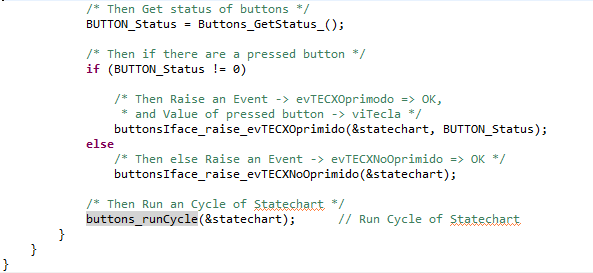 /* Then Get status of buttons */
BUTTON_Status = Buttons_GetStatus_();
/* Then if there are a pressed button */
if (BUTTON_Status != 0)
/* Then Raise an Event -> evTECXOprimodo => OK,
* and Value of pressed button -> viTecla */
buttonsIface_raise_evTECXOprimido(&statechart, BUTTON_Status);
else
/* Then else Raise an Event -> evTECXNoOprimido => OK */
buttonsIface_raise_evTECXNoOprimido(&statechart);
/* Then Run an Cycle of Statechart */
buttons_runCycle(&statechart); // Run Cycle of Statechart
}
}
}